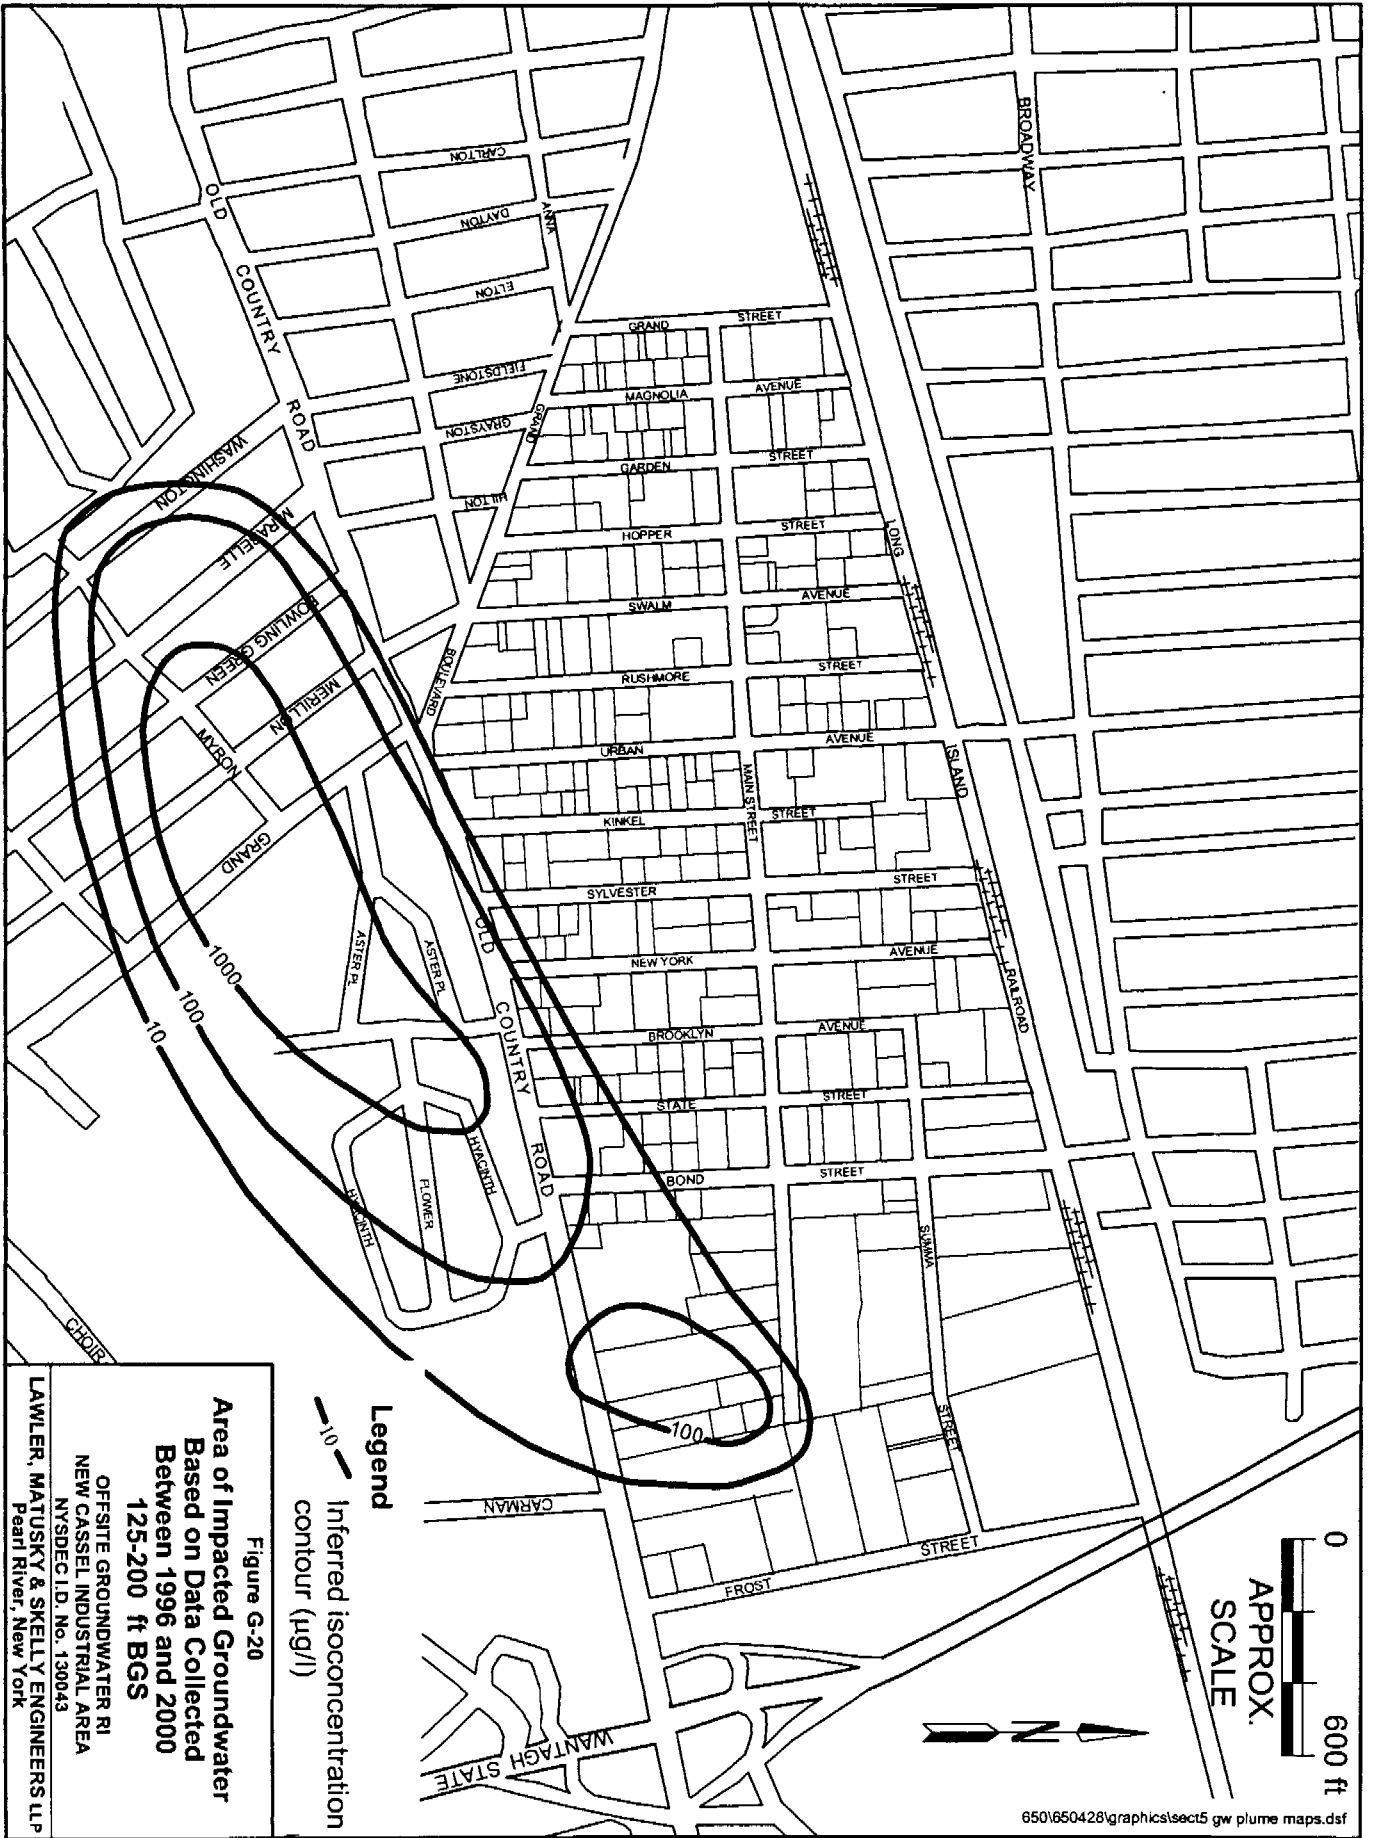 BROADWAY
CARLTON
OLD
DAYTON
ANNA
COUNTRY
ELTON
GRAND
STREET
FIELDSTONE
MAGNOLIA
AVENUE
ROAD
GRAYSTON
GRAND
GARDEN
STREET
WASHINGTON
HILTON
HOPPER
STREET
LONG
MIRABELLE
BOWLING GREEN
SWALM
AVENUE
MERILLON
BOULEVARD
RUSHMORE
STREET
MYRON
URBAN
AVENUE
ISLAND
MAIN STREET
KINKEL
STREET
GRAND
SYLVESTER
STREET
OLD
ASTER PL
ASTER PL
NEW YORK
AVENUE
RAILROAD
1000
100
10
COUNTRY
BROOKLYN
AVENUE
STATE
STREET
ROAD
HYACINTH
FLOWER
HYACINTH
BOND
STREET
SUMMA
STREET
CHOIR
100
CARMAN
FROST
STREET
WANTAGH STATE
0
600 ft
APPROX.
SCALE
N
Legend
10
Inferred isoconcentration
contour (µg/l)
Figure G-20
Area of Impacted Groundwater
Based on Data Collected
Between 1996 and 2000
125-200 ft BGS
OFFSITE GROUNDWATER RI
NEW CASSEL INDUSTRIAL AREA
NYSDEC I.D. No. 130043
LAWLER, MATUSKY & SKELLY ENGINEERS LLP
Pearl River, New York
650\650428\graphics\sect5 gw plume maps.dsf